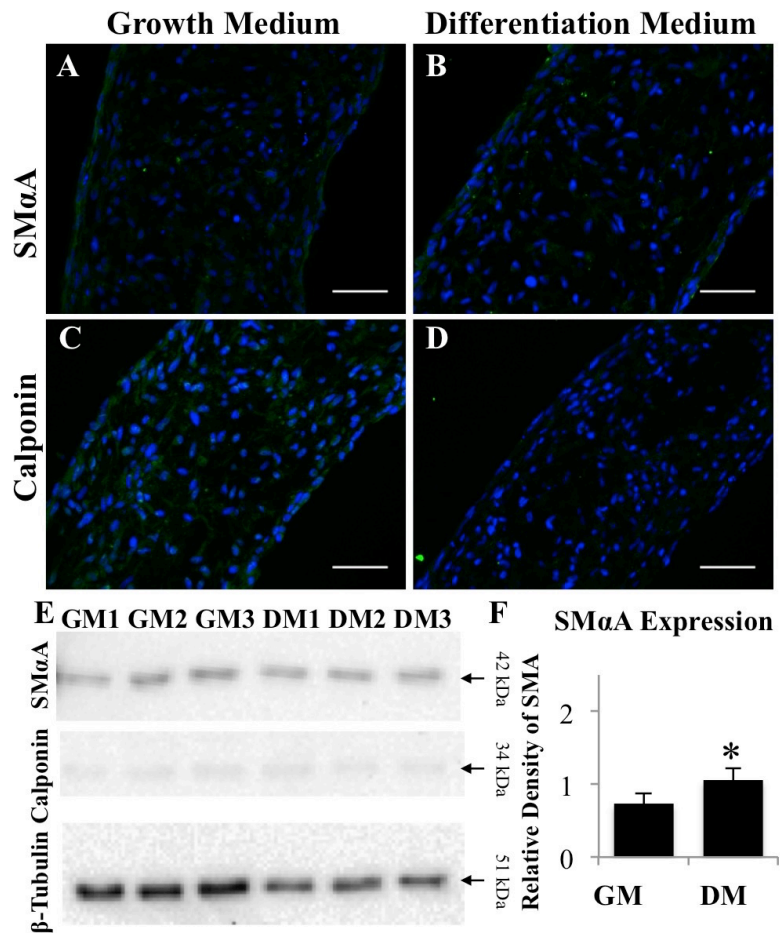 Growth Medium Differentiation Medium
A
B
SMαA
C
D
Calponin
E GM1 GM2 GM3 DM1 DM2 DM3
SMαA
42 kDa
Calponin
34 kDa
β-Tubulin
51 kDa
F SMαA Expression
Relative Density of SMA
2
1
0
*
GM DM